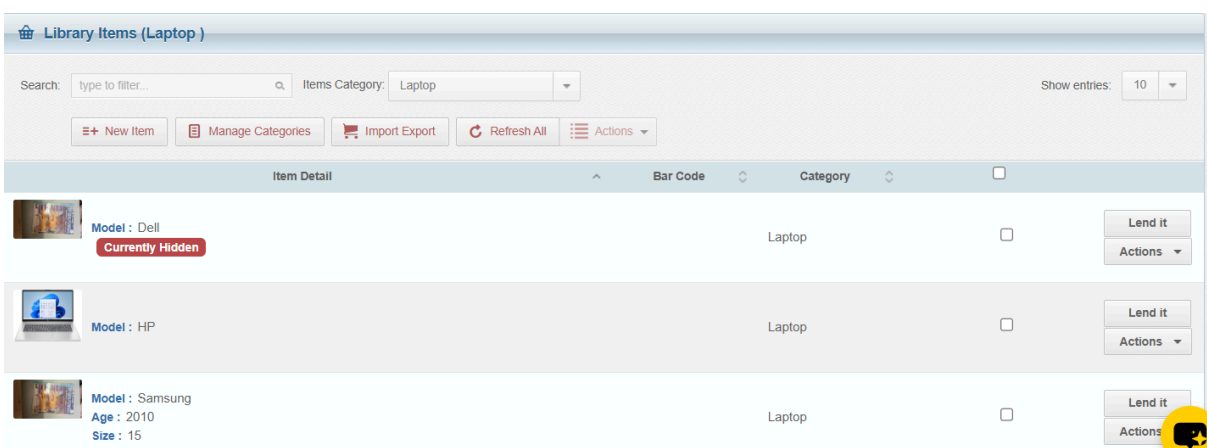 Library Items (Laptop )
Search: type to filter... Items Category: Laptop Show entries: 10
New Item Manage Categories Import Export Refresh All Actions
Item Detail Bar Code Category
Model : Dell
Currently Hidden
Laptop
Lend it
Actions
Model : HP
Laptop
Lend it
Actions
Model : Samsung
Age : 2010
Size : 15
Laptop
Lend it
Actions